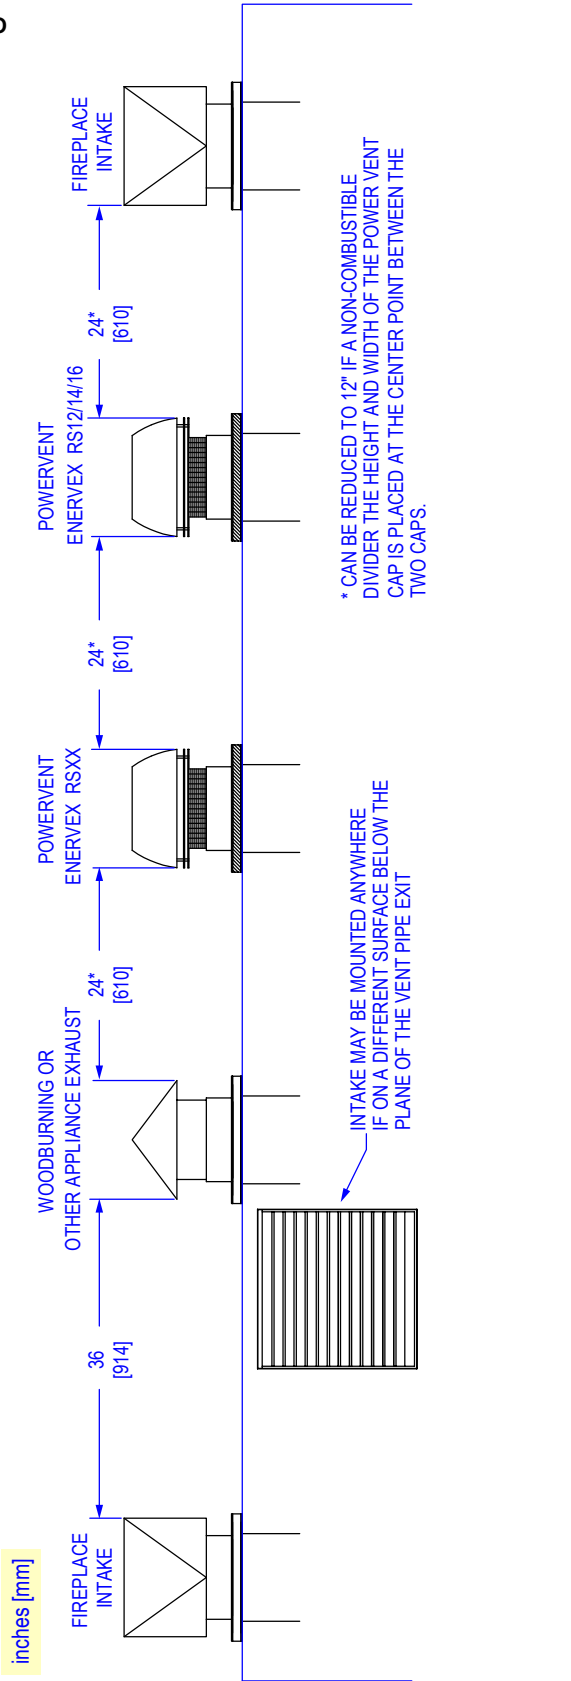 inches [mm]
FIREPLACE
INTAKE
36
[914]
WOODBURNING OR
OTHER APPLIANCE EXHAUST
24*
[610]
POWERVENT
ENERVEX RSXX
24*
[610]
POWERVENT
ENERVEX RS12/14/16
24*
[610]
FIREPLACE
INTAKE
INTAKE MAY BE MOUNTED ANYWHERE
IF ON A DIFFERENT SURFACE BELOW THE
PLANE OF THE VENT PIPE EXIT
* CAN BE REDUCED TO 12" IF A NON-COMBUSTIBLE
DIVIDER THE HEIGHT AND WIDTH OF THE POWER VENT
CAP IS PLACED AT THE CENTER POINT BETWEEN THE
TWO CAPS.